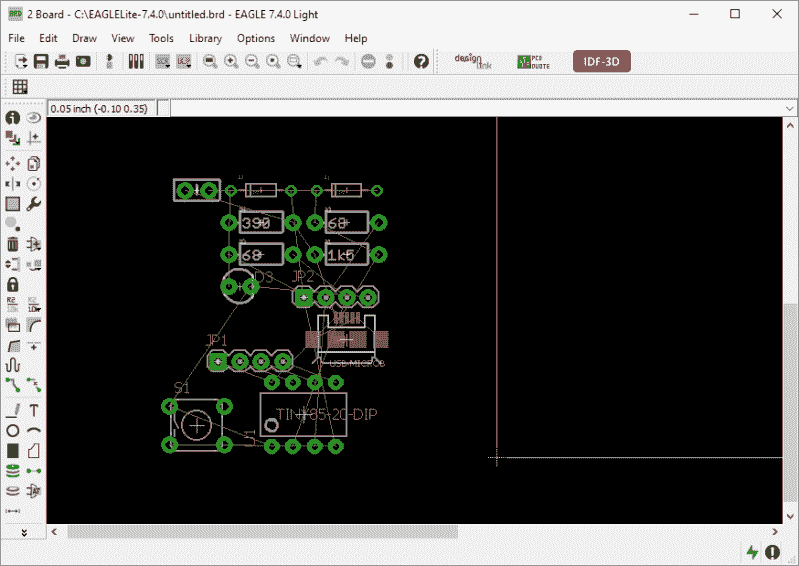 2 Board - C:\EAGLELite-7.4.0\untitled.brd - EAGLE 7.4.0 Light
File Edit Draw View Tools Library Options Window Help
design link
PCB QUOTE
IDF-3D
0.05 inch (-0.10 0.35)
390
68
68
1k5
D3
JP2
JP1
USB-MICROB
S1
TINY85-20-DIP